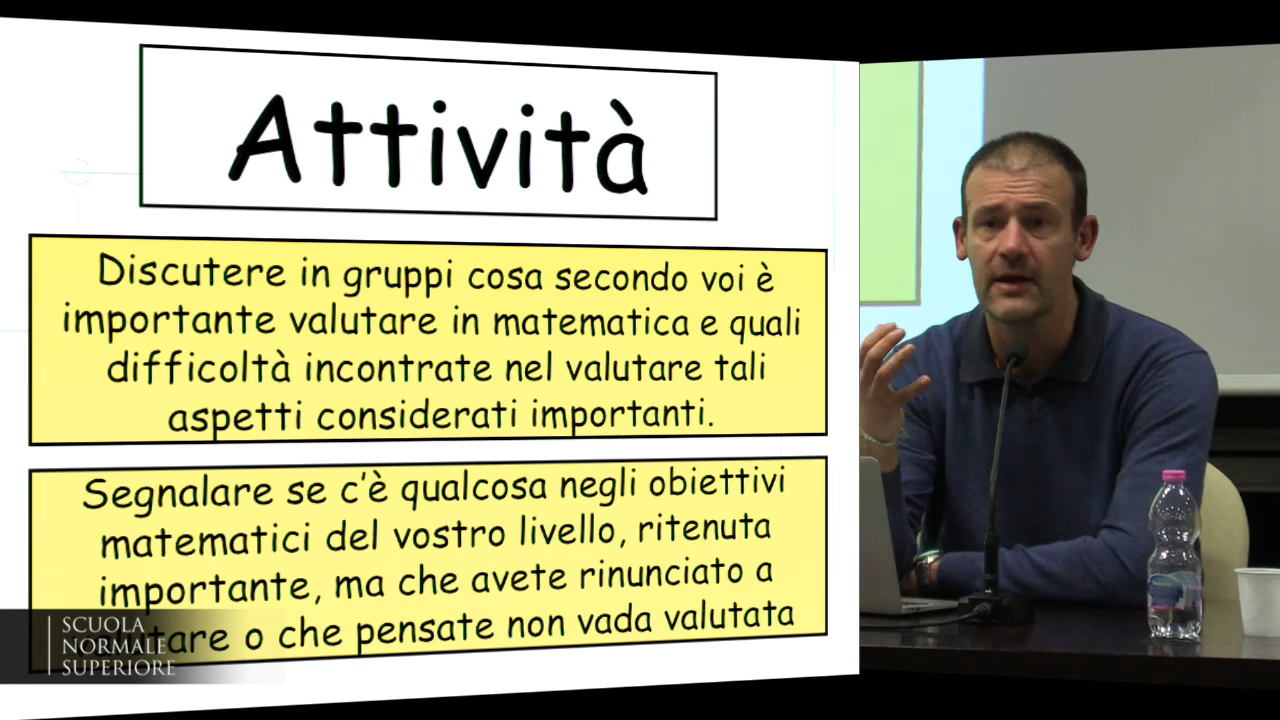 Attività
Discutere in gruppi cosa secondo voi è
importante valutare in matematica e quali
difficoltà incontrate nel valutare tali
aspetti considerati importanti.
Segnalare se c'è qualcosa negli obiettivi
matematici del vostro livello, ritenuta
importante, ma che avete rinunciato a
valutare o che pensate non vada valutata
SCUOLA
NORMALE
SUPERIORE